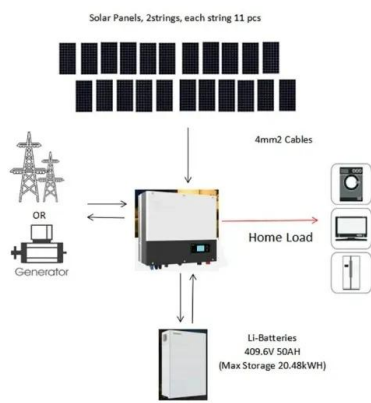 Solar Panels, 2strings, each string 11 pcs
4mm2 Cables
OR
Generator
Home Load
Li-Batteries
409.6V 50AH
(Max Storage 20.48kWH)